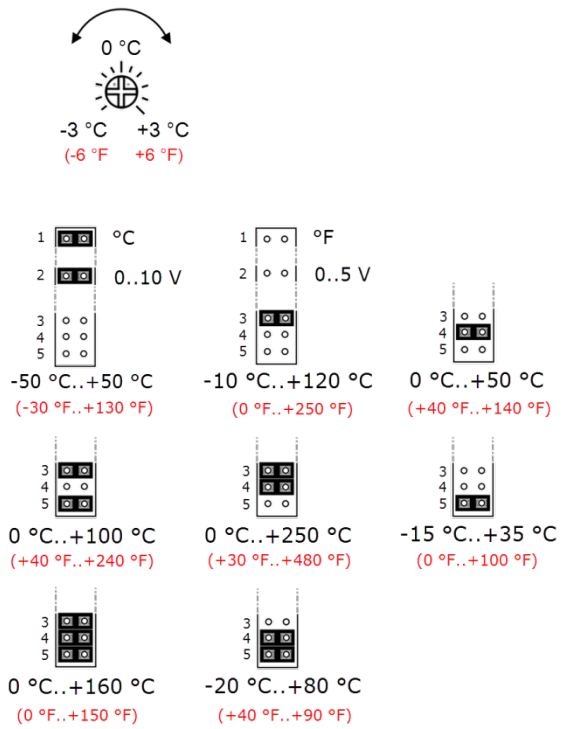 0 °C
-3 °C +3 °C
(-6 °F +6 °F)
1 °C
2 0..10 V
3
4
5
-50 °C..+50 °C
(-30 °F..+130 °F)
1 °F
2 0..5 V
3
4
5
-10 °C..+120 °C
(0 °F..+250 °F)
3
4
5
0 °C..+50 °C
(+40 °F..+140 °F)
3
4
5
0 °C..+100 °C
(+40 °F..+240 °F)
3
4
5
0 °C..+250 °C
(+30 °F..+480 °F)
3
4
5
-15 °C..+35 °C
(0 °F..+100 °F)
3
4
5
0 °C..+160 °C
(0 °F..+150 °F)
3
4
5
-20 °C..+80 °C
(+40 °F..+90 °F)